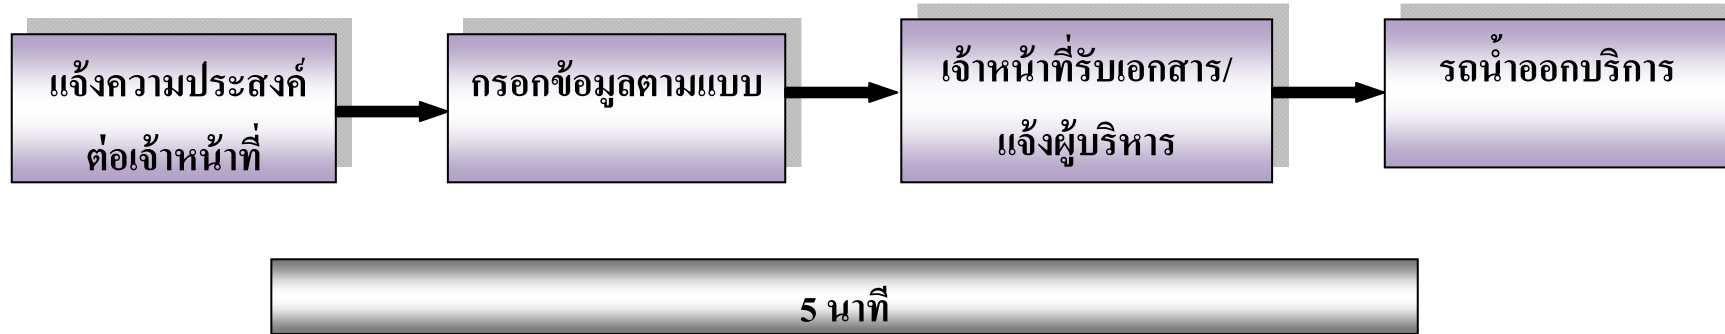 แจ้งความประสงค์
ต่อเจ้าหน้าที่
กรอกข้อมูลตามแบบ
เจ้าหน้าที่รับเอกสาร/
แจ้งผู้บริหาร
รถน้ำออกบริการ
5 นาที